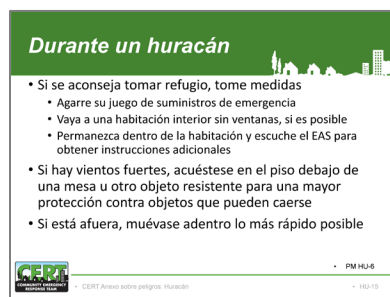 Durante un huracán
• Si se aconseja tomar refugio, tome medidas
• Agarre su juego de suministros de emergencia
• Vaya a una habitación interior sin ventanas, si es posible
• Permanezca dentro de la habitación y escuche el EAS para
obtener instrucciones adicionales
• Si hay vientos fuertes, acuéstese en el piso debajo de
una mesa u otro objeto resistente para una mayor
protección contra objetos que pueden caerse
• Si está afuera, muévase adentro lo más rápido posible
• PM HU-6
CERT
COMMUNITY EMERGENCY
RESPONSE TEAM
• CERT Anexo sobre peligros: Huracán
• HU-15